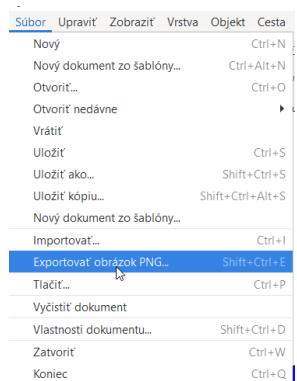 Súbor Upraviť Zobraziť Vrstva Objekt Cesta
Nový Ctrl+N
Nový dokument zo šablóny... Ctrl+Alt+N
Otvoriť... Ctrl+O
Otvoriť nedávne
Vrátiť
Uložiť Ctrl+S
Uložiť ako... Shift+Ctrl+S
Uložiť kópiu... Shift+Ctrl+Alt+S
Nový dokument zo šablóny...
Importovať... Ctrl+I
Exportovať obrázok PNG... Shift+Ctrl+E
Tlačiť... Ctrl+P
Vyčistiť dokument
Vlastnosti dokumentu... Shift+Ctrl+D
Zatvoriť Ctrl+W
Koniec Ctrl+Q